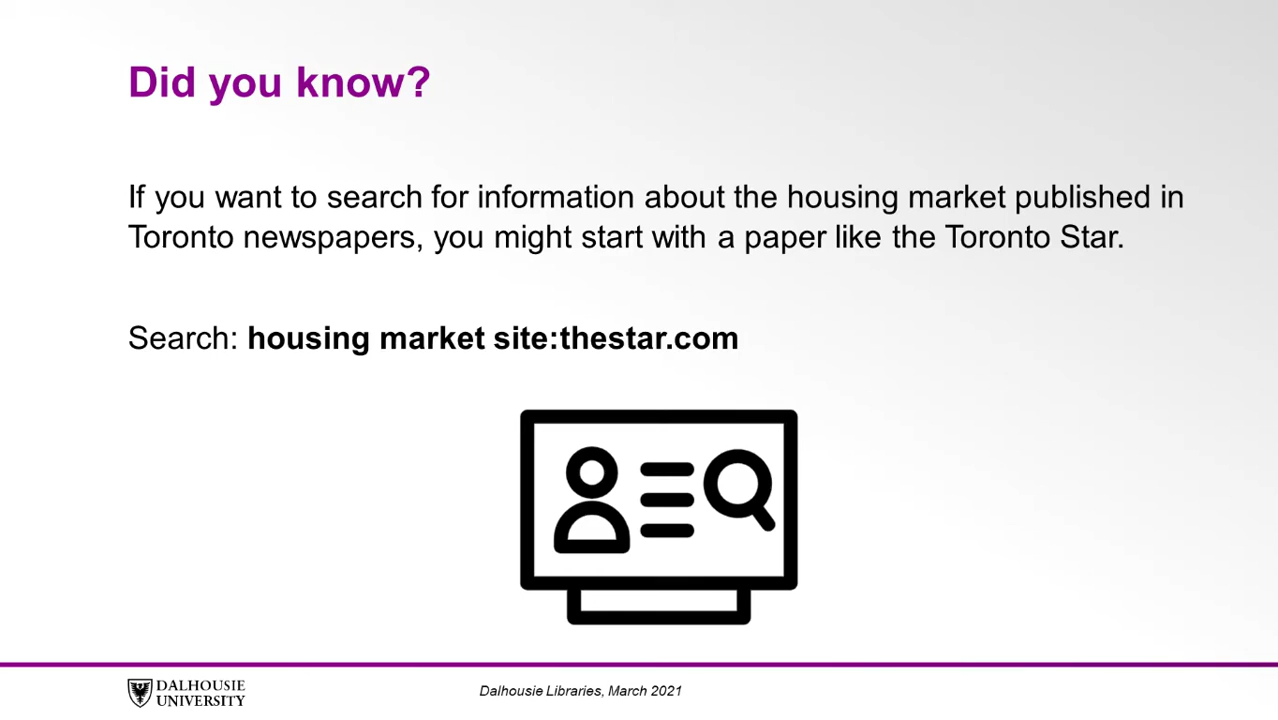 Did you know?
If you want to search for information about the housing market published in
Toronto newspapers, you might start with a paper like the Toronto Star.
Search: housing market site:thestar.com
DALHOUSIE
UNIVERSITY
Dalhousie Libraries, March 2021